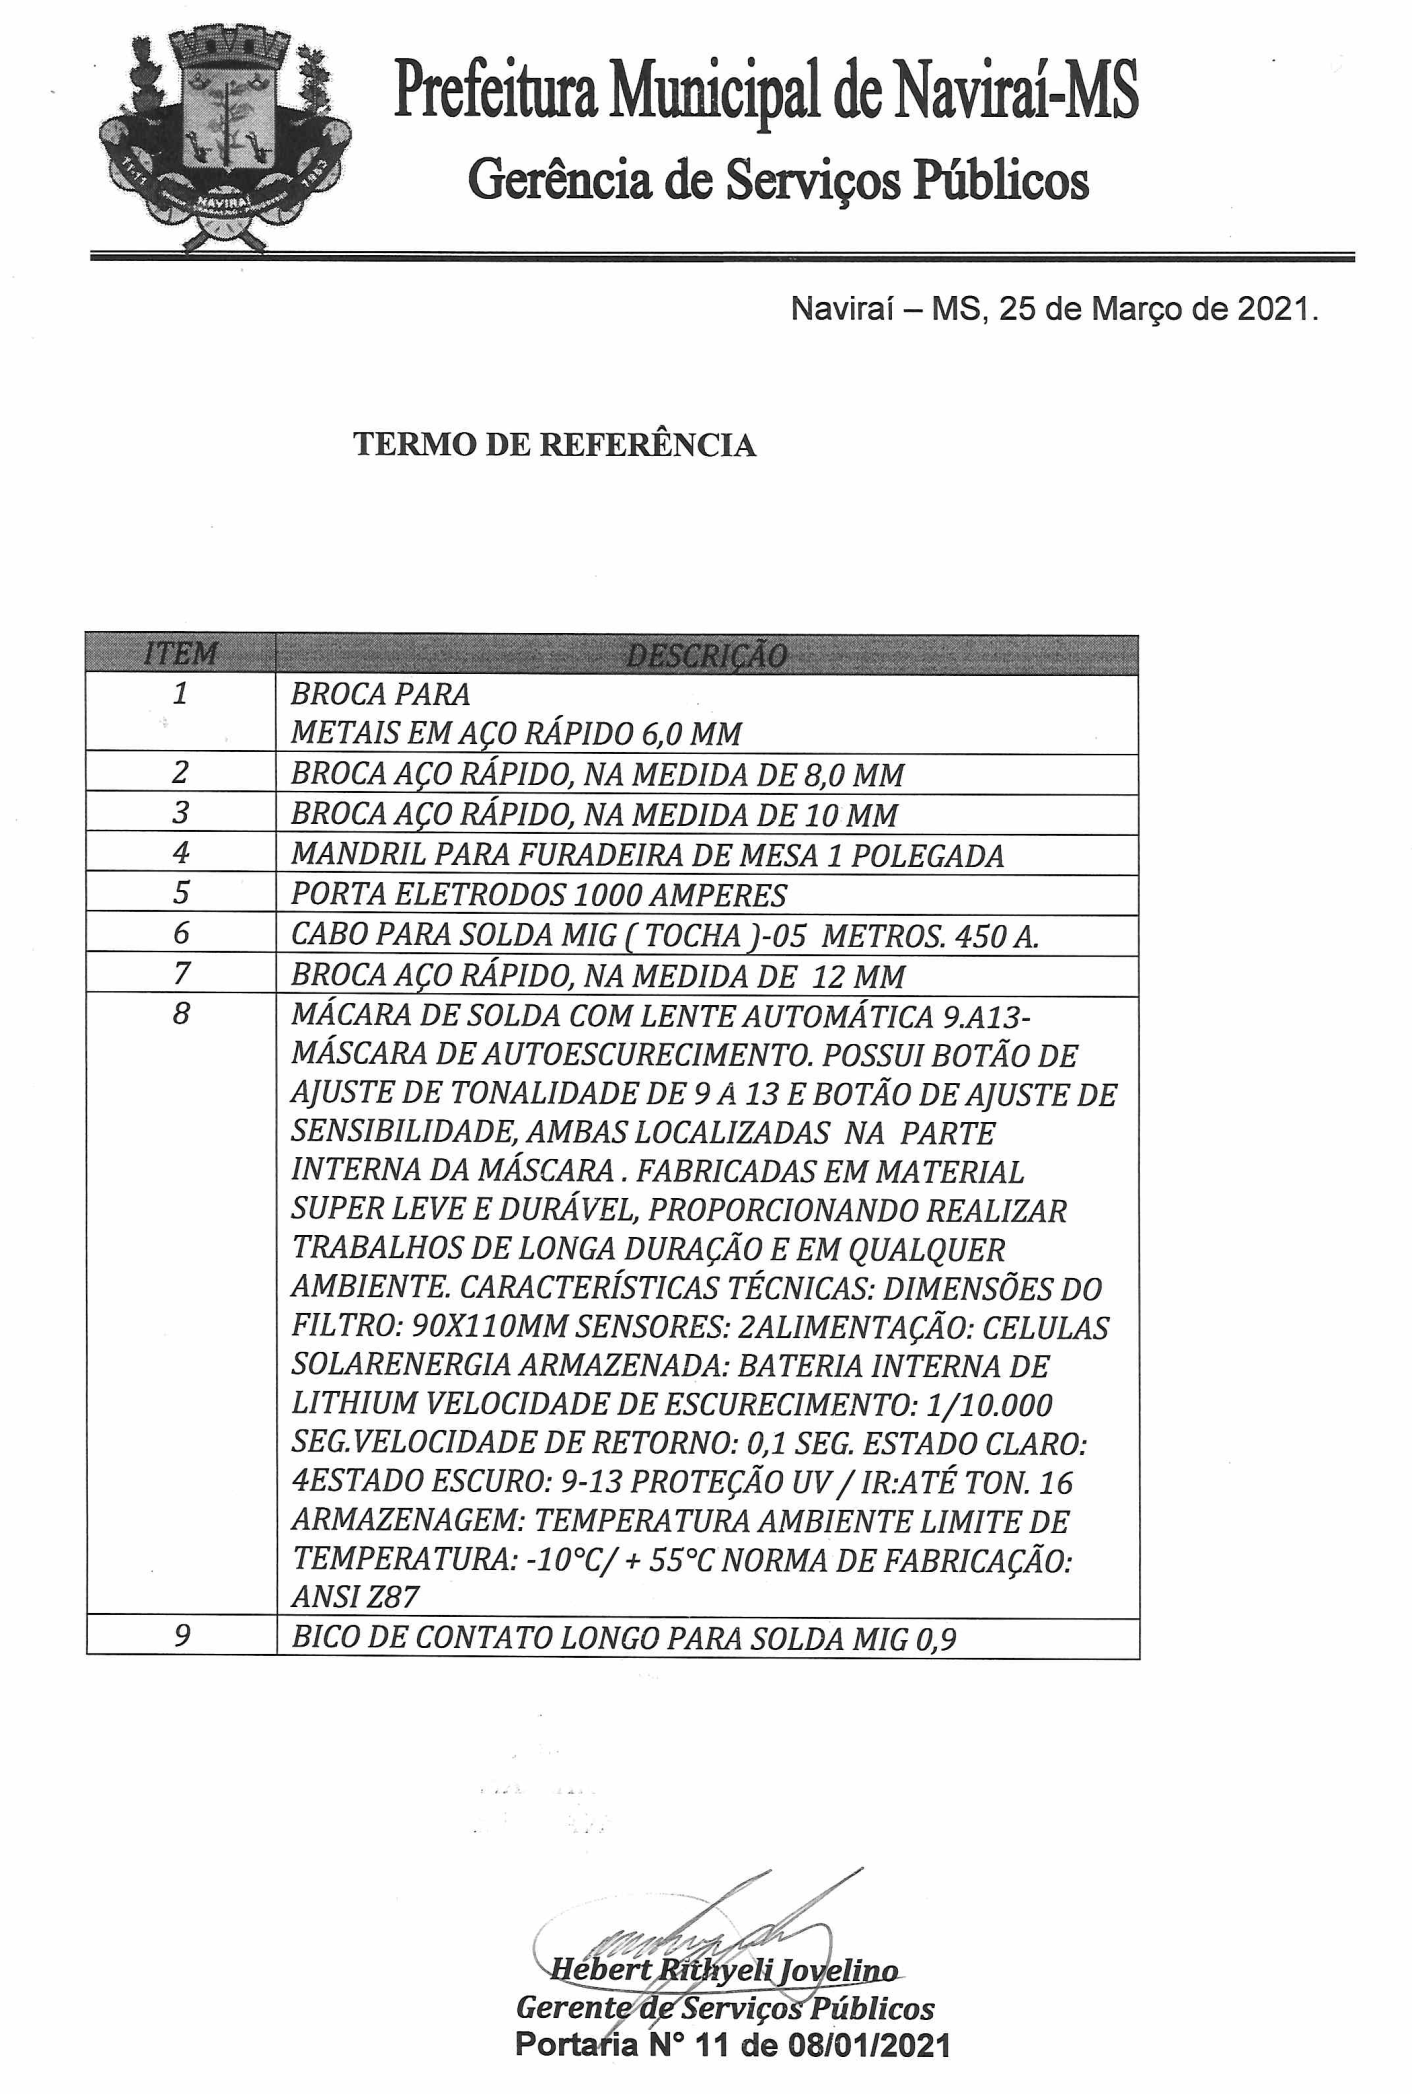 Prefeitura Municipal de Naviraí-MS
Gerência de Serviços Públicos
11-11
NAVIRAÍ
1963
Naviraí – MS, 25 de Março de 2021.
TERMO DE REFERÊNCIA
ITEM DESCRIÇÃO
1 BROCA PARA
METAIS EM AÇO RÁPIDO 6,0 MM
2 BROCA AÇO RÁPIDO, NA MEDIDA DE 8,0 MM
3 BROCA AÇO RÁPIDO, NA MEDIDA DE 10 MM
4 MANDRIL PARA FURADEIRA DE MESA 1 POLEGADA
5 PORTA ELETRODOS 1000 AMPERES
6 CABO PARA SOLDA MIG ( TOCHA )-05 METROS. 450 A.
7 BROCA AÇO RÁPIDO, NA MEDIDA DE 12 MM
8 MÁCARA DE SOLDA COM LENTE AUTOMÁTICA 9.A13-
MÁSCARA DE AUTOESCURECIMENTO. POSSUI BOTÃO DE
AJUSTE DE TONALIDADE DE 9 A 13 E BOTÃO DE AJUSTE DE
SENSIBILIDADE, AMBAS LOCALIZADAS NA PARTE
INTERNA DA MÁSCARA . FABRICADAS EM MATERIAL
SUPER LEVE E DURÁVEL, PROPORCIONANDO REALIZAR
TRABALHOS DE LONGA DURAÇÃO E EM QUALQUER
AMBIENTE. CARACTERÍSTICAS TÉCNICAS: DIMENSÕES DO
FILTRO: 90X110MM SENSORES: 2ALIMENTAÇÃO: CELULAS
SOLARENERGIA ARMAZENADA: BATERIA INTERNA DE
LITHIUM VELOCIDADE DE ESCURECIMENTO: 1/10.000
SEG.VELOCIDADE DE RETORNO: 0,1 SEG. ESTADO CLARO:
4ESTADO ESCURO: 9-13 PROTEÇÃO UV / IR:ATÉ TON. 16
ARMAZENAGEM: TEMPERATURA AMBIENTE LIMITE DE
TEMPERATURA: -10°C/ + 55°C NORMA DE FABRICAÇÃO:
ANSI Z87
9 BICO DE CONTATO LONGO PARA SOLDA MIG 0,9
Hebert Rithyeli Jovelino
Gerente de Serviços Públicos
Portaria N° 11 de 08/01/2021